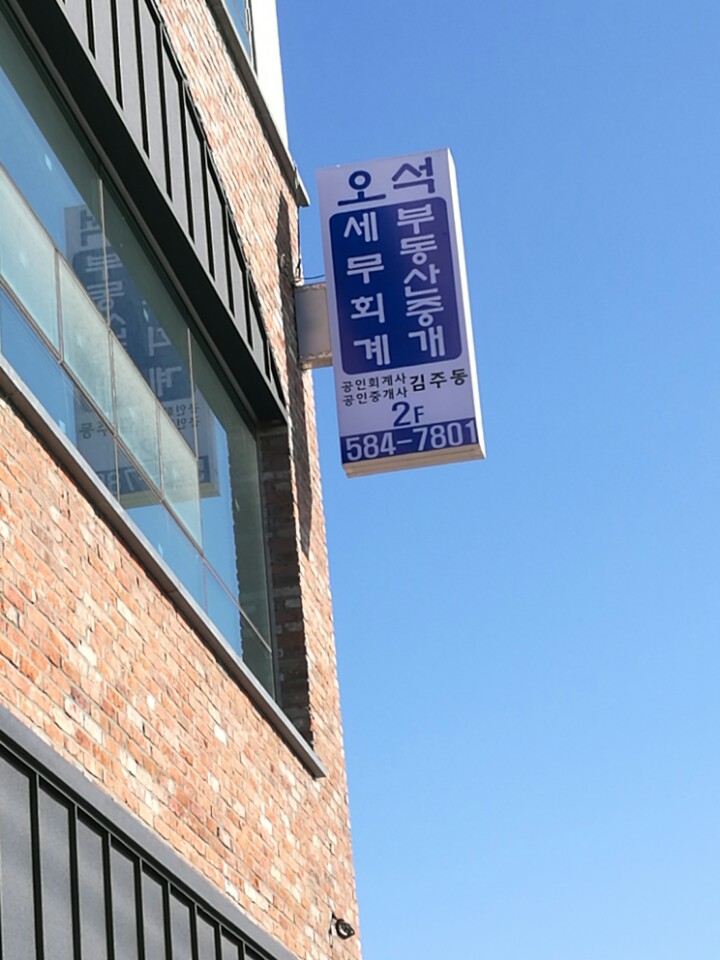 오석
세무회계
부동산중개
공인회계사
공인중개사
김주동
2F
584-7801